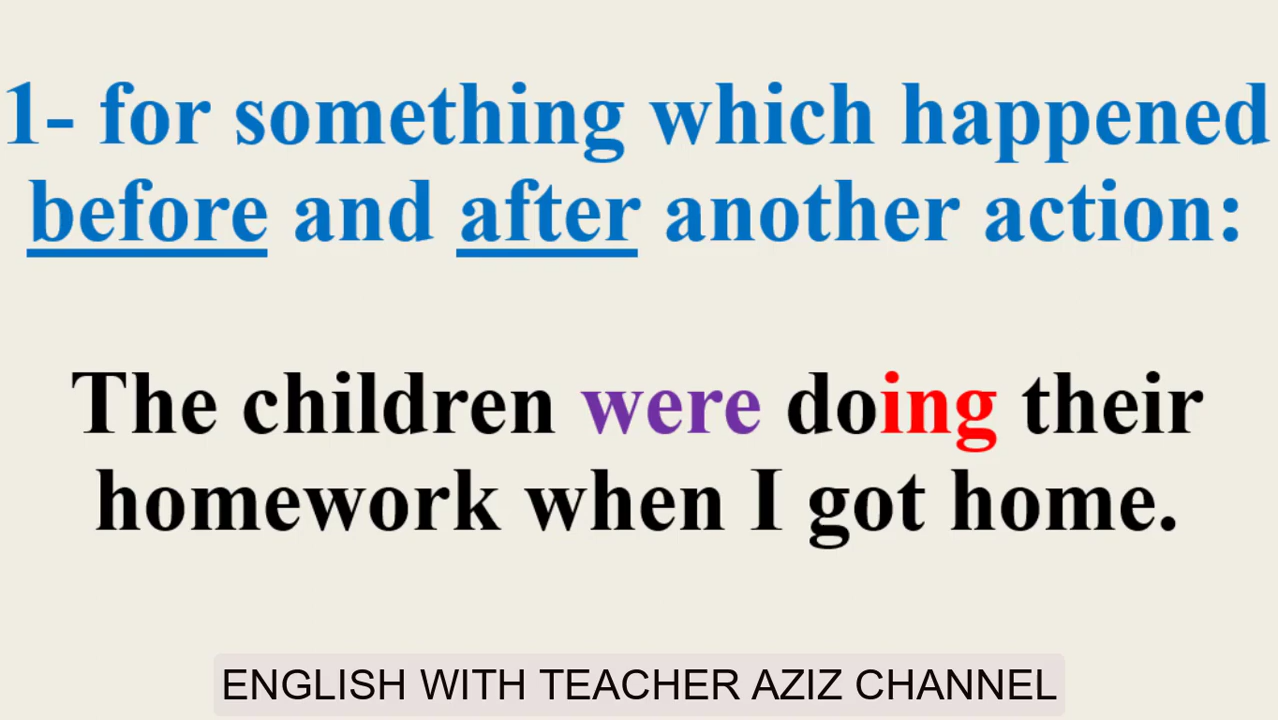 1- for something which happened
before and after another action:
The children were doing their
homework when I got home.
ENGLISH WITH TEACHER AZIZ CHANNEL